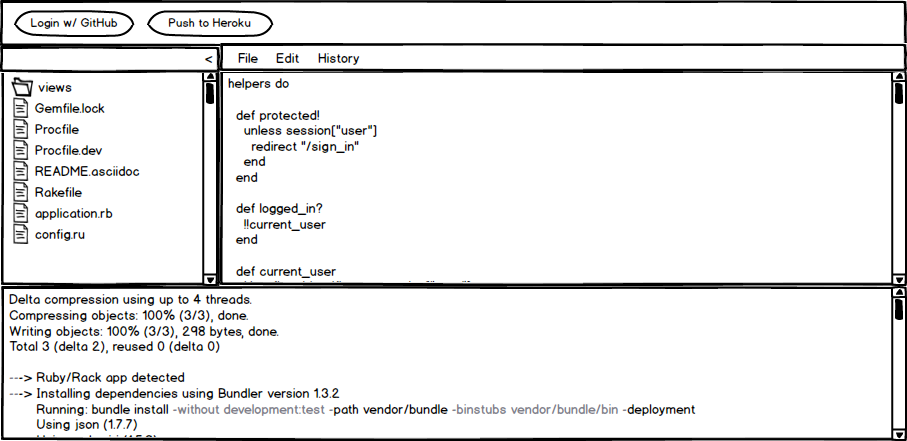 Login w/ GitHub
Push to Heroku
<
File Edit History
views
Gemfile.lock
Procfile
Procfile.dev
README.asciidoc
Rakefile
application.rb
config.ru
helpers do
def protected!
unless session["user"]
redirect "/sign_in"
end
end
def logged_in?
!!current_user
end
def current_user
Delta compression using up to 4 threads.
Compressing objects: 100% (3/3), done.
Writing objects: 100% (3/3), 298 bytes, done.
Total 3 (delta 2), reused 0 (delta 0)
---> Ruby/Rack app detected
---> Installing dependencies using Bundler version 1.3.2
Running: bundle install -without development:test -path vendor/bundle -binstubs vendor/bundle/bin -deployment
Using json (1.7.7)